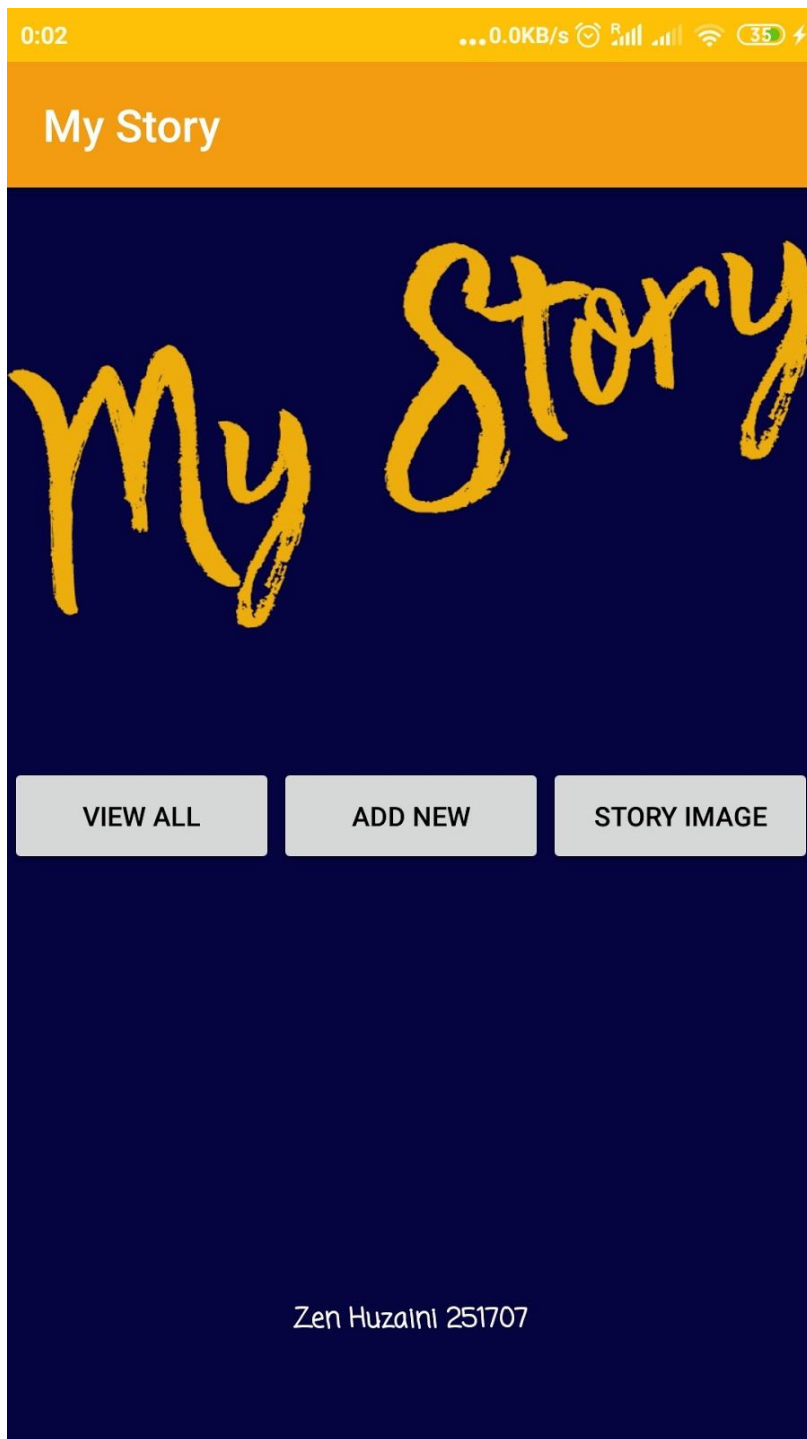 0:02 ...0.0KB/s R 35
My Story
My Story
VIEW ALL ADD NEW STORY IMAGE
Zen Huzaini 251707